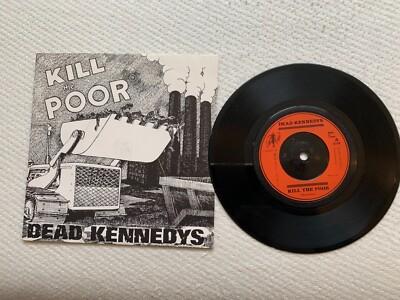 KILL
THE
POOR
DEAD KENNEDYS
DEAD KENNEDYS
KILL THE POOR